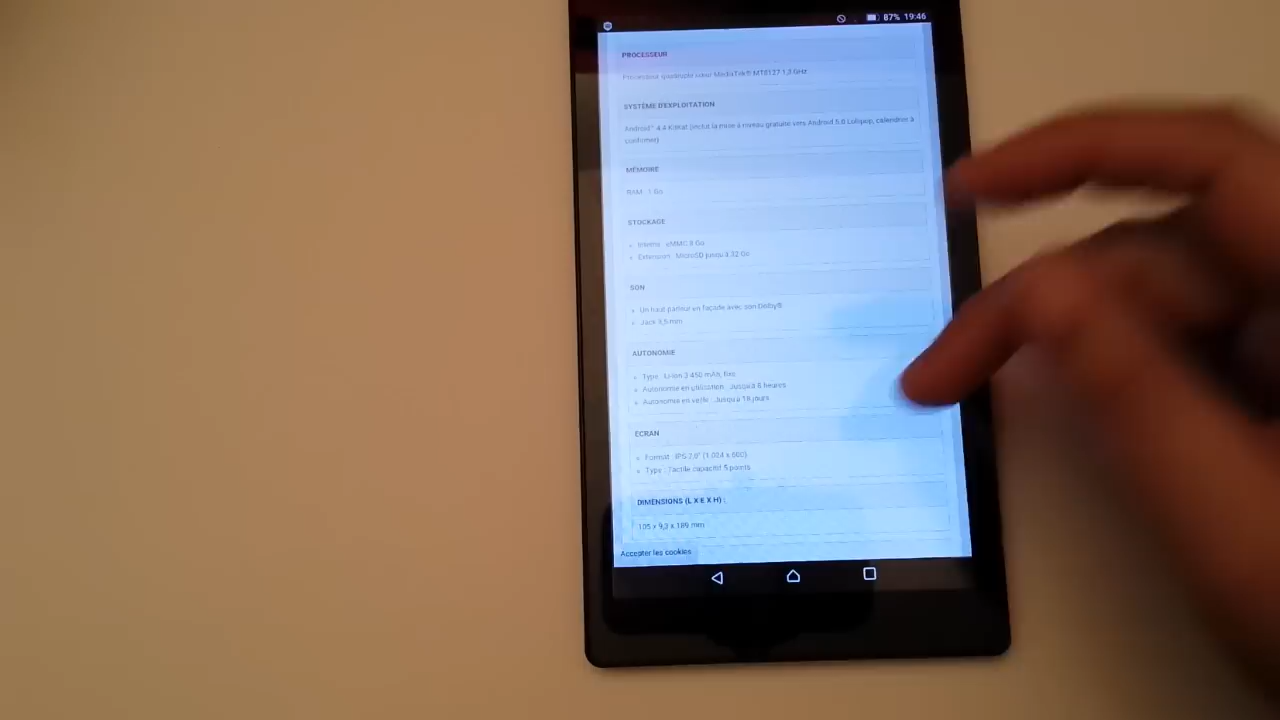 87% 19:46
PROCESSEUR
Processeur quadruple cœur MediaTek® MT8127 1,3 GHz
SYSTÈME D'EXPLOITATION
Android™ 4.4 Kitkat (inclut la mise à niveau gratuite vers Android 5.0 Lollipop, calendrier à
confirmer)
MÉMOIRE
RAM : 1 Go
STOCKAGE
Interne : eMMC 8 Go
Extension : MicroSD jusqu'à 32 Go
SON
Un haut parleur en façade avec son Dolby®
Jack 3,5 mm
AUTONOMIE
Type : Li-Ion 3 450 mAh, fixe
Autonomie en utilisation : Jusqu'à 8 heures
Autonomie en veille : Jusqu'à 16 jours
ECRAN
Format : IPS 7,0" (1.024 x 600)
Type : Tactile capacitif 5 points
DIMENSIONS (L X E X H) :
105 x 9,3 x 189 mm
Accepter les cookies